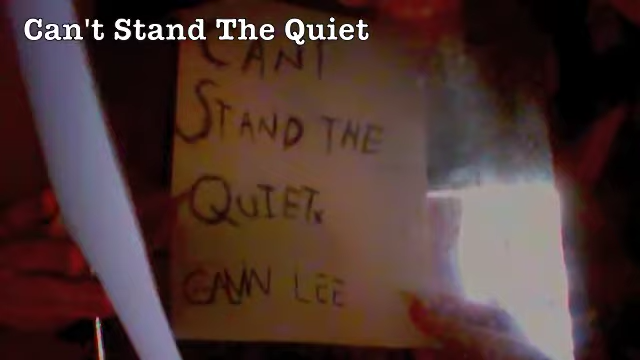 Can't Stand The Quiet
CANT
STAND THE
QUIET.
GAVIN LEE